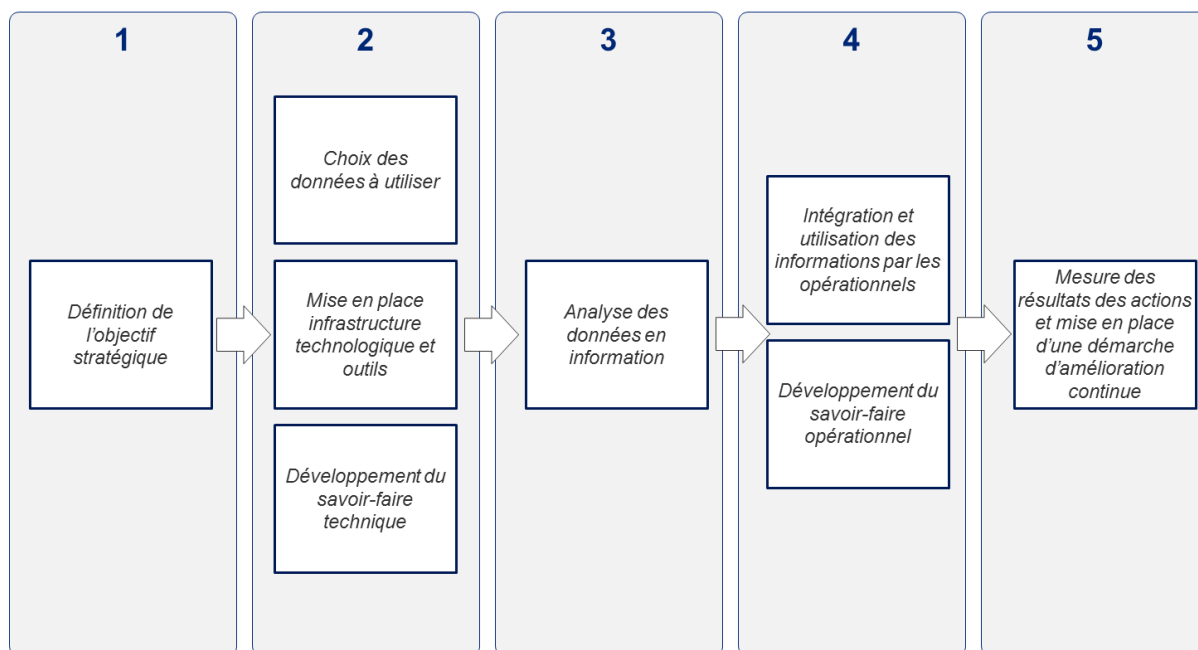 1
Définition de
l’objectif
stratégique
2
Choix des
données à utiliser
Mise en place
infrastructure
technologique et
outils
Développement du
savoir-faire
technique
3
Analyse des
données en
information
4
Intégration et
utilisation des
informations par les
opérationnels
Développement du
savoir-faire
opérationnel
5
Mesure des
résultats des actions
et mise en place
d’une démarche
d’amélioration
continue